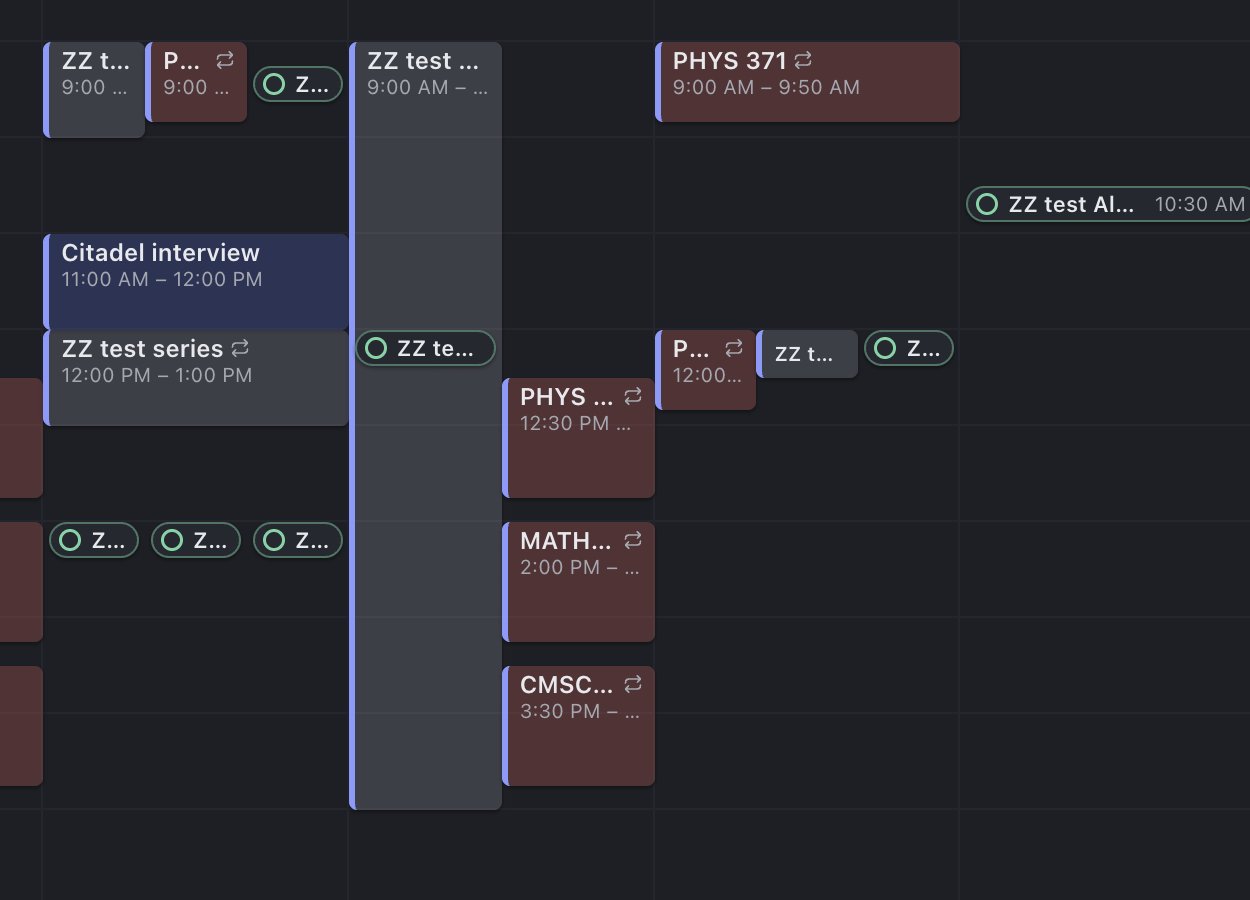 ZZ t...
9:00 ...
P...
9:00 ...
Z...
ZZ test ...
9:00 AM – ...
PHYS 371
9:00 AM – 9:50 AM
ZZ test Al...
10:30 AM
Citadel interview
11:00 AM – 12:00 PM
ZZ test series
12:00 PM – 1:00 PM
ZZ te...
P...
12:00...
ZZ t...
Z...
PHYS ...
12:30 PM ...
Z...
Z...
Z...
MATH...
2:00 PM – ...
CMSC...
3:30 PM – ...